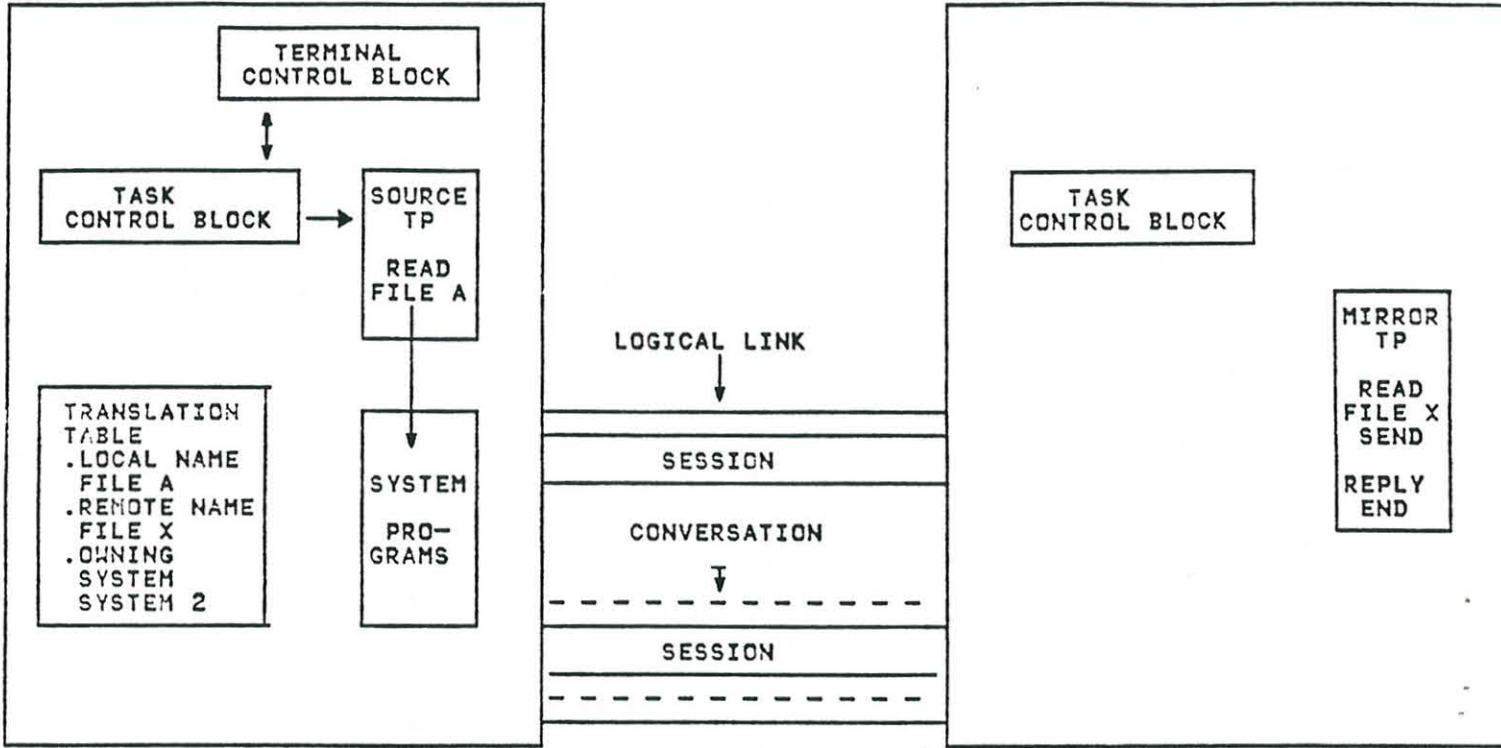 TERMINAL
CONTROL BLOCK
TASK
CONTROL BLOCK
SOURCE
TP
READ
FILE A
TRANSLATION
TABLE
.LOCAL NAME
FILE A
.REMOTE NAME
FILE X
.OWNING
SYSTEM
SYSTEM 2
SYSTEM
PRO-
GRAMS
LOGICAL LINK
SESSION
CONVERSATION
SESSION
TASK
CONTROL BLOCK
MIRROR
TP
READ
FILE X
SEND
REPLY
END